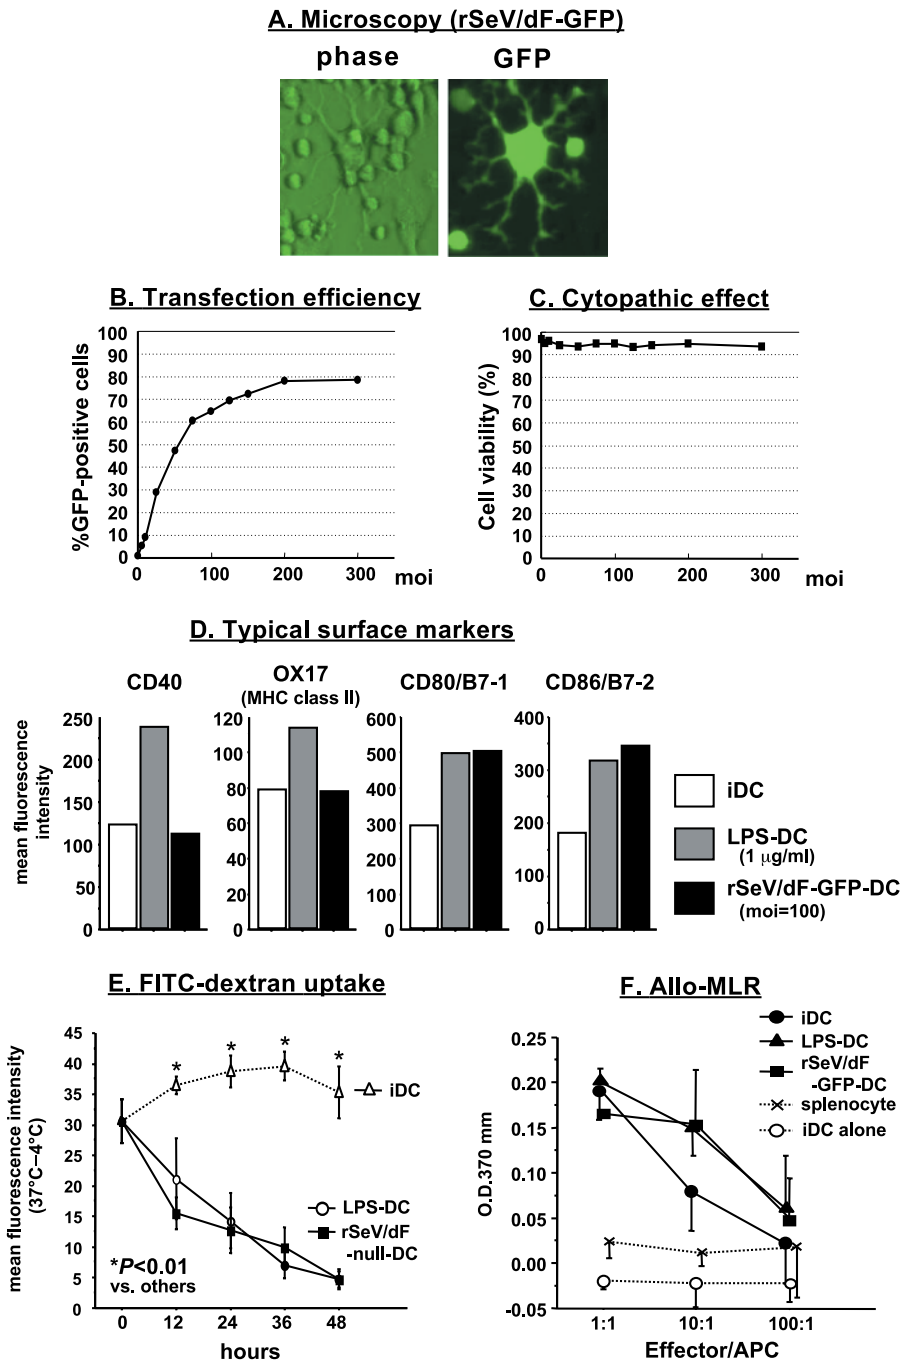 A. Microscopy (rSeV/dF-GFP)
phase
GFP
B. Transfection efficiency
%GFP-positive cells
100
90
80
70
60
50
40
30
20
10
0
0 100 200 300 moi
C. Cytopathic effect
Cell viability (%)
100
90
80
70
60
50
40
30
20
10
0
0 100 200 300 moi
D. Typical surface markers
mean fluorescence
intensity
CD40
250
200
150
100
50
0
OX17
(MHC class II)
120
100
80
60
40
20
0
CD80/B7-1
600
500
400
300
200
100
0
CD86/B7-2
400
300
200
100
0
iDC
LPS-DC
(1 μg/ml)
rSeV/dF-GFP-DC
(moi=100)
E. FITC-dextran uptake
mean fluorescence intensity
(37°C–4°C)
45
40
35
30
25
20
15
10
5
0
* * * *
iDC
LPS-DC
rSeV/dF
-null-DC
*P<0.01
vs. others
0 12 24 36 48
hours
F. Allo-MLR
O.D.370 mm
0.25
0.20
0.15
0.10
0.05
0.00
-0.05
iDC
LPS-DC
rSeV/dF
-GFP-DC
splenocyte
iDC alone
1:1 10:1 100:1
Effector/APC